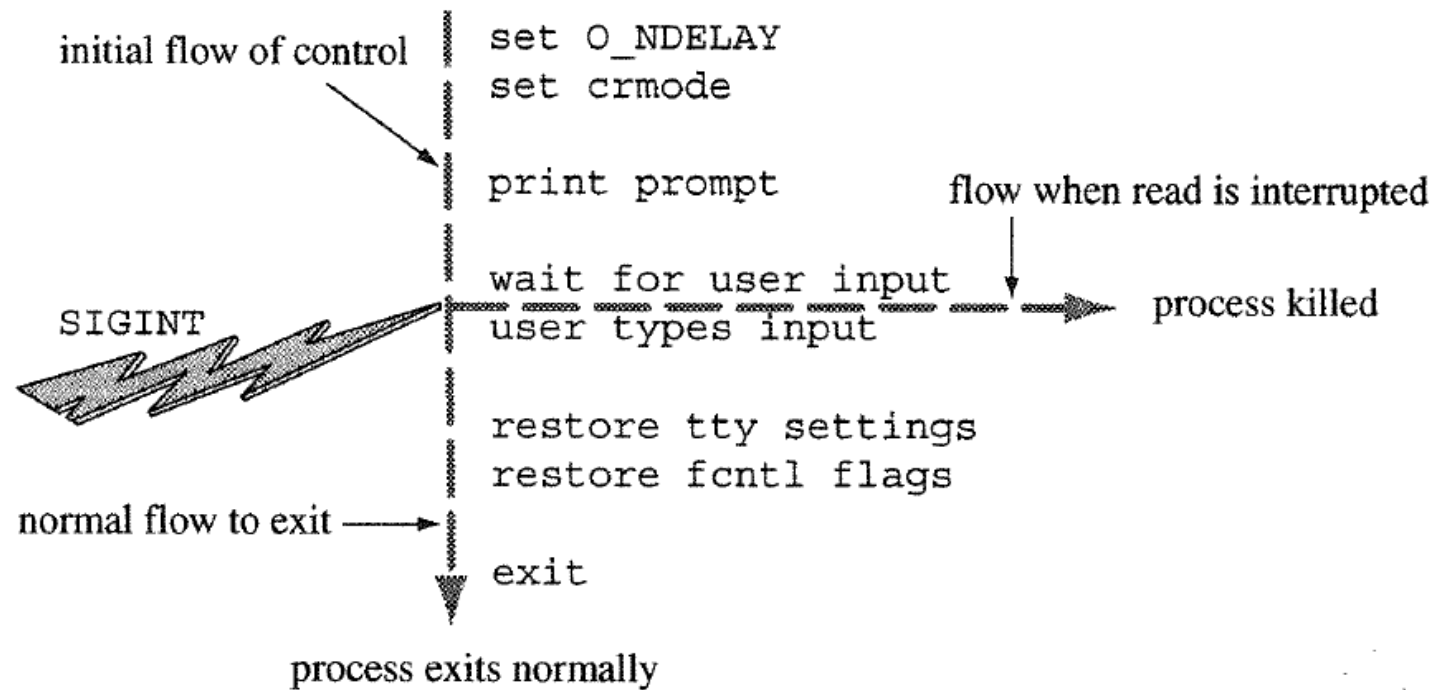 set O_NDELAY
initial flow of control
set crmode
print prompt
flow when read is interrupted
wait for user input
SIGINT
process killed
user types input
restore tty settings
restore fcntl flags
normal flow to exit
exit
process exits normally